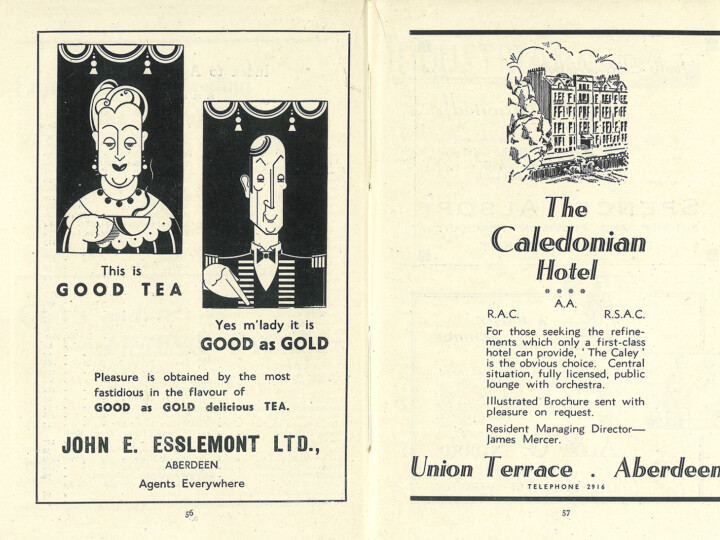 This is
GOOD TEA
Yes m'lady it is
GOOD as GOLD
Pleasure is obtained by the most
fastidious in the flavour of
GOOD as GOLD delicious TEA.
JOHN E. ESSLEMONT LTD.,
ABERDEEN
Agents Everywhere
56
The
Caledonian
Hotel
A.A.
R.A.C. R.S.A.C.
For those seeking the refine-
ments which only a first-class
hotel can provide, 'The Caley'
is the obvious choice. Central
situation, fully licensed, public
lounge with orchestra.
Illustrated Brochure sent with
pleasure on request.
Resident Managing Director—
James Mercer.
Union Terrace . Aberdeen
TELEPHONE 2916
57